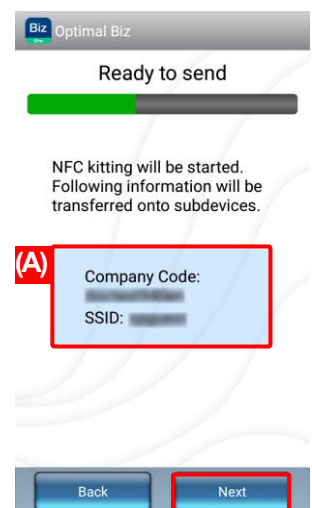 Biz Optimal Biz
Ready to send
NFC kitting will be started.
Following information will be
transferred onto subdevices.
(A)
Company Code:
SSID:
Back
Next